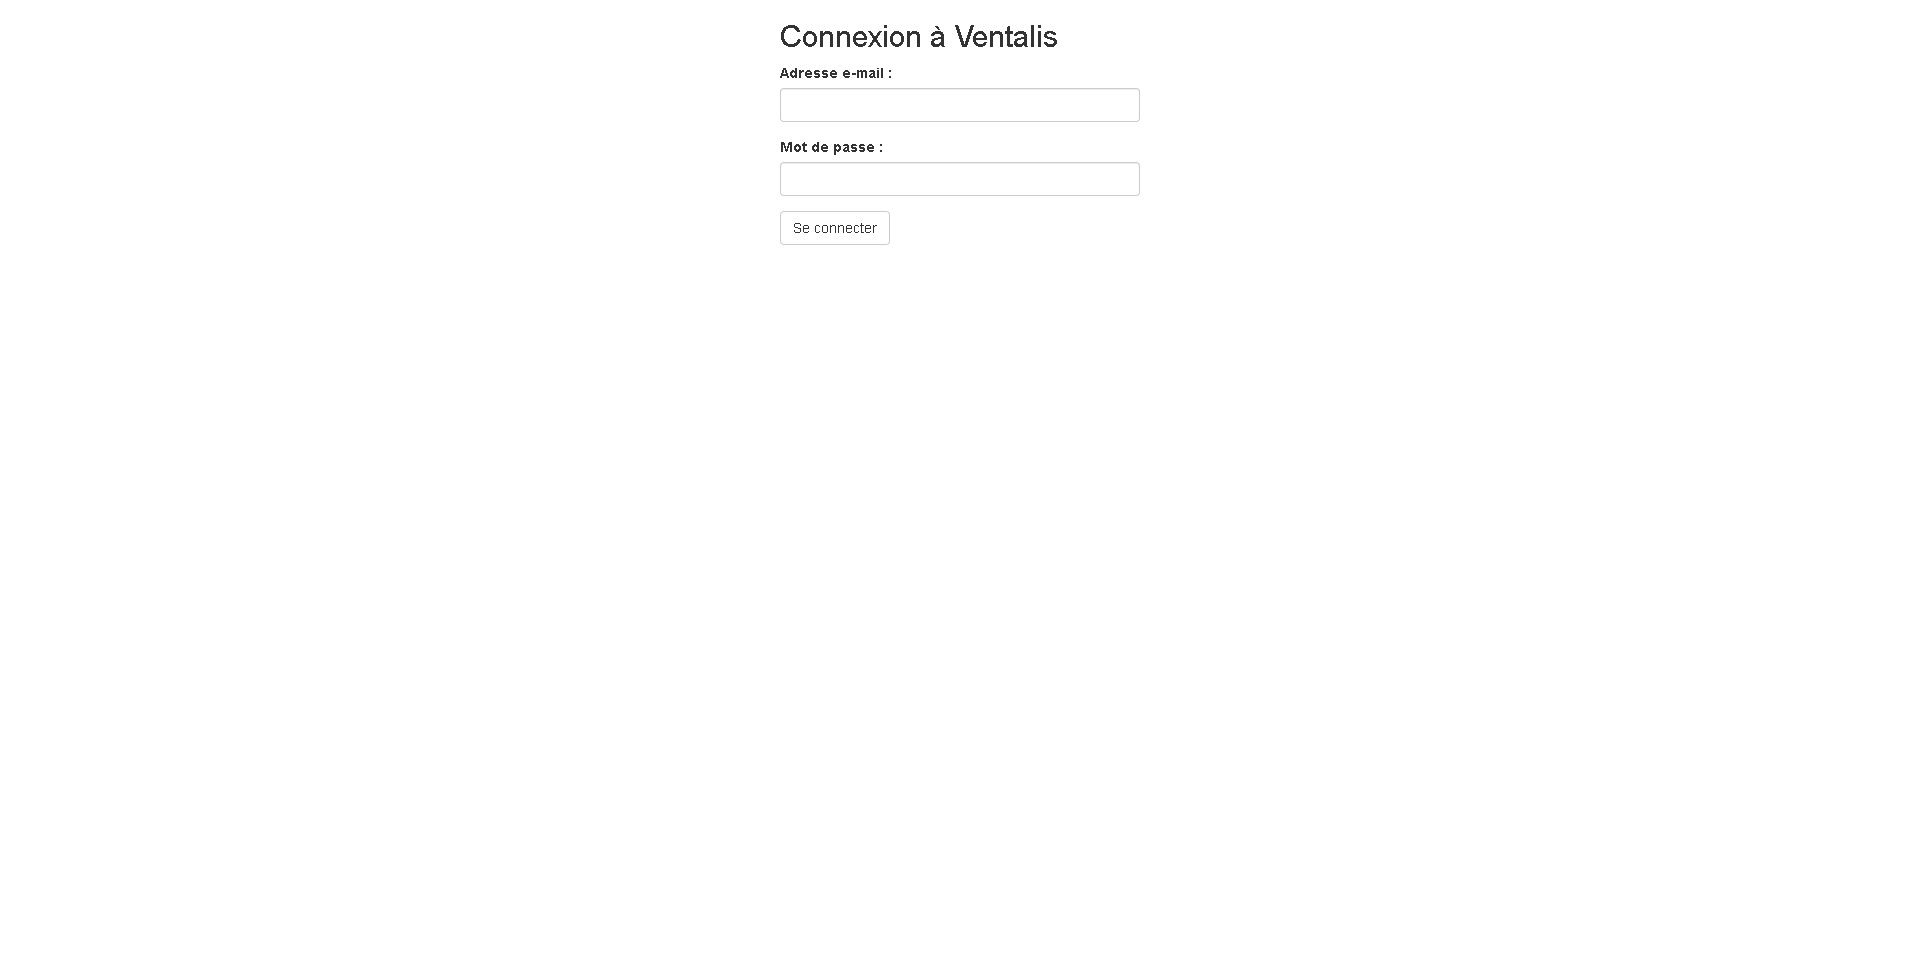 Connexion à Ventalis
Adresse e-mail :
Mot de passe :
Se connecter